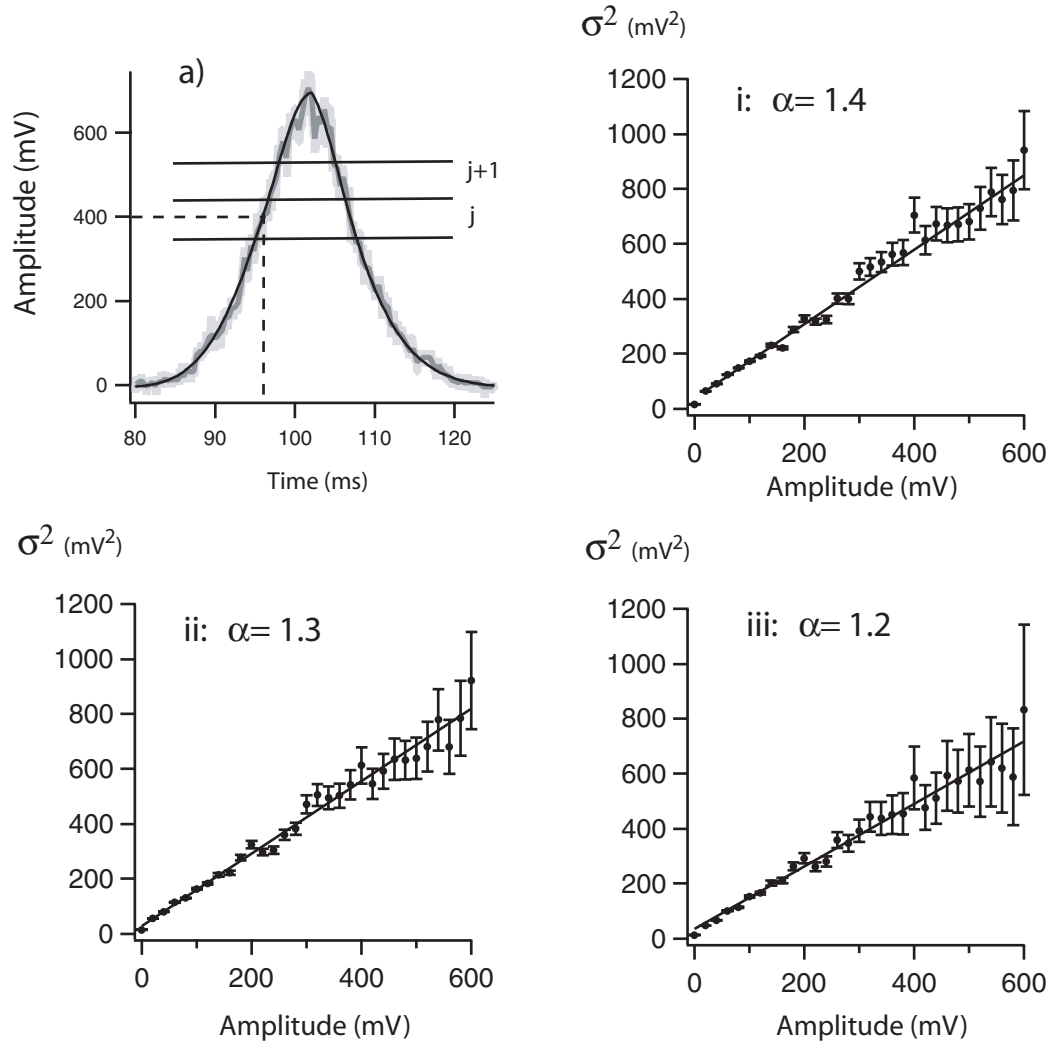 a)
Amplitude (mV)
600
400
200
0
j+1
j
80 90 100 110 120
Time (ms)
σ² (mV²)
i: α= 1.4
1200
1000
800
600
400
200
0
0 200 400 600
Amplitude (mV)
σ² (mV²)
ii: α= 1.3
1200
1000
800
600
400
200
0
0 200 400 600
Amplitude (mV)
σ² (mV²)
iii: α= 1.2
1200
1000
800
600
400
200
0
0 200 400 600
Amplitude (mV)